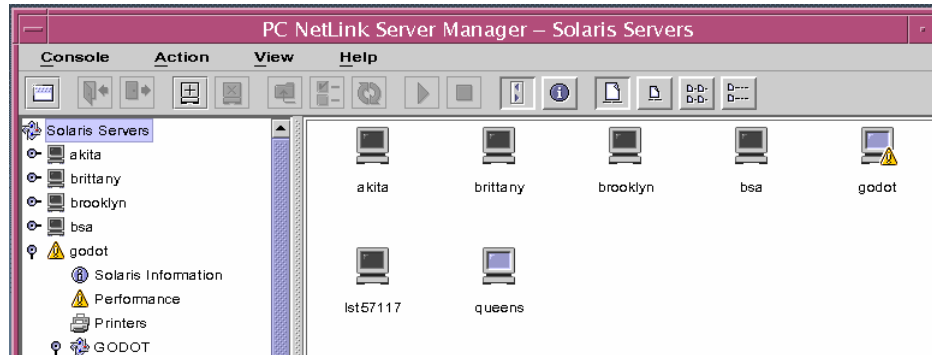 PC NetLink Server Manager – Solaris Servers
Console Action View Help
Solaris Servers
akita
brittany
brooklyn
bsa
godot
Solaris Information
Performance
Printers
GODOT
akita brittany brooklyn bsa godot
lst57117 queens